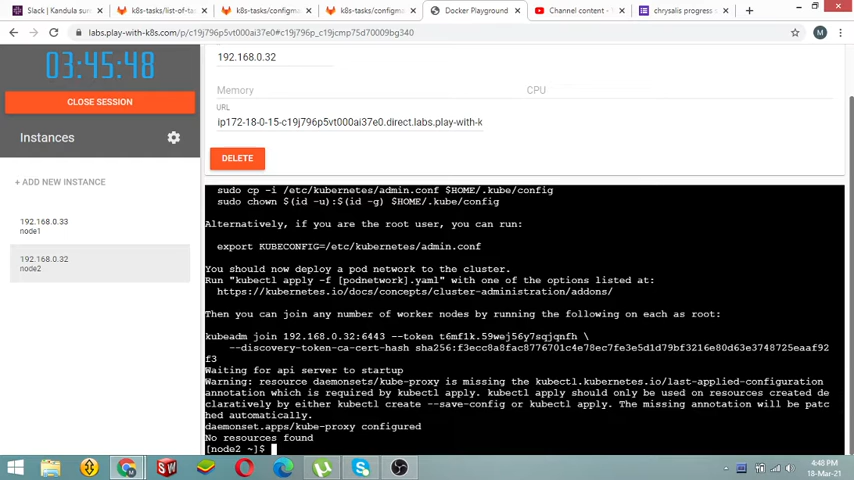 Slack | Kandula sur
k8s-tasks/list-of-ta
k8s-tasks/configma
k8s-tasks/configma
Docker Playground
Channel content - Y
chrysalis progress s
labs.play-with-k8s.com/p/c19j796p5vt000ai37e0#c19j796p_c19jcmp75d70009bg340
03:45:48
CLOSE SESSION
Instances
+ ADD NEW INSTANCE
192.168.0.33
node1
192.168.0.32
node2
192.168.0.32
Memory
CPU
URL
ip172-18-0-15-c19j796p5vt000ai37e0.direct.labs.play-with-k
DELETE
sudo cp -i /etc/kubernetes/admin.conf $HOME/.kube/config
sudo chown $(id -u):$(id -g) $HOME/.kube/config
Alternatively, if you are the root user, you can run:
export KUBECONFIG=/etc/kubernetes/admin.conf
You should now deploy a pod network to the cluster.
Run "kubectl apply -f [podnetwork].yaml" with one of the options listed at:
https://kubernetes.io/docs/concepts/cluster-administration/addons/
Then you can join any number of worker nodes by running the following on each as root:
kubeadm join 192.168.0.32:6443 --token t6mf1k.59wej56y7sqjqnfh \
--discovery-token-ca-cert-hash sha256:f3ecc8a8fac8776701c4e78ec7fe3e5d1d79bf3216e80d63e3748725eaaf92
f3
Waiting for api server to startup
Warning: resource daemonsets/kube-proxy is missing the kubectl.kubernetes.io/last-applied-configuration
annotation which is required by kubectl apply. kubectl apply should only be used on resources created de
claratively by either kubectl create --save-config or kubectl apply. The missing annotation will be patc
hed automatically.
daemonset.apps/kube-proxy configured
No resources found
[node2 ~]$
4:48 PM
18-Mar-21